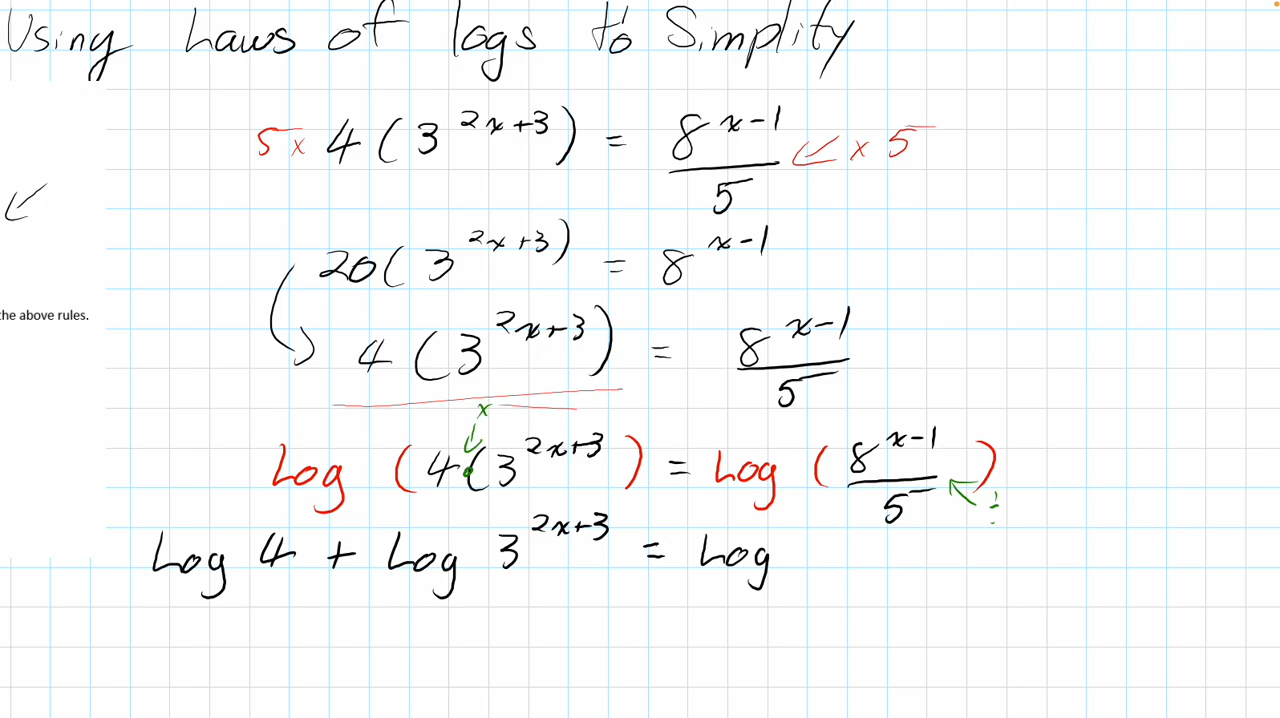 Using Laws of logs to Simplify
5 x 4 ( 3^(2x+3) ) = 8^(x-1) / 5 ↙ x 5
20 ( 3^(2x+3) ) = 8^(x-1)
the above rules.
4 ( 3^(2x+3) ) = 8^(x-1) / 5
x
Log ( 4 ( 3^(2x+3) ) = Log ( 8^(x-1) / 5 ) ÷
Log 4 + Log 3^(2x+3) = Log